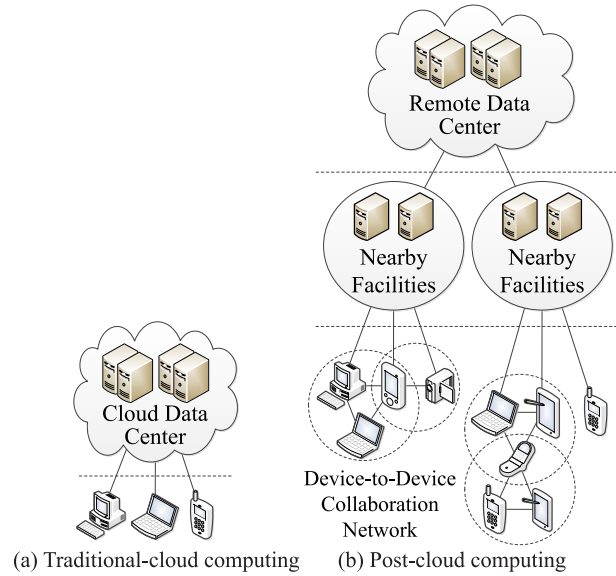 Remote Data
Center
Nearby
Facilities
Nearby
Facilities
Cloud Data
Center
Device-to-Device
Collaboration
Network
(a) Traditional-cloud computing
(b) Post-cloud computing